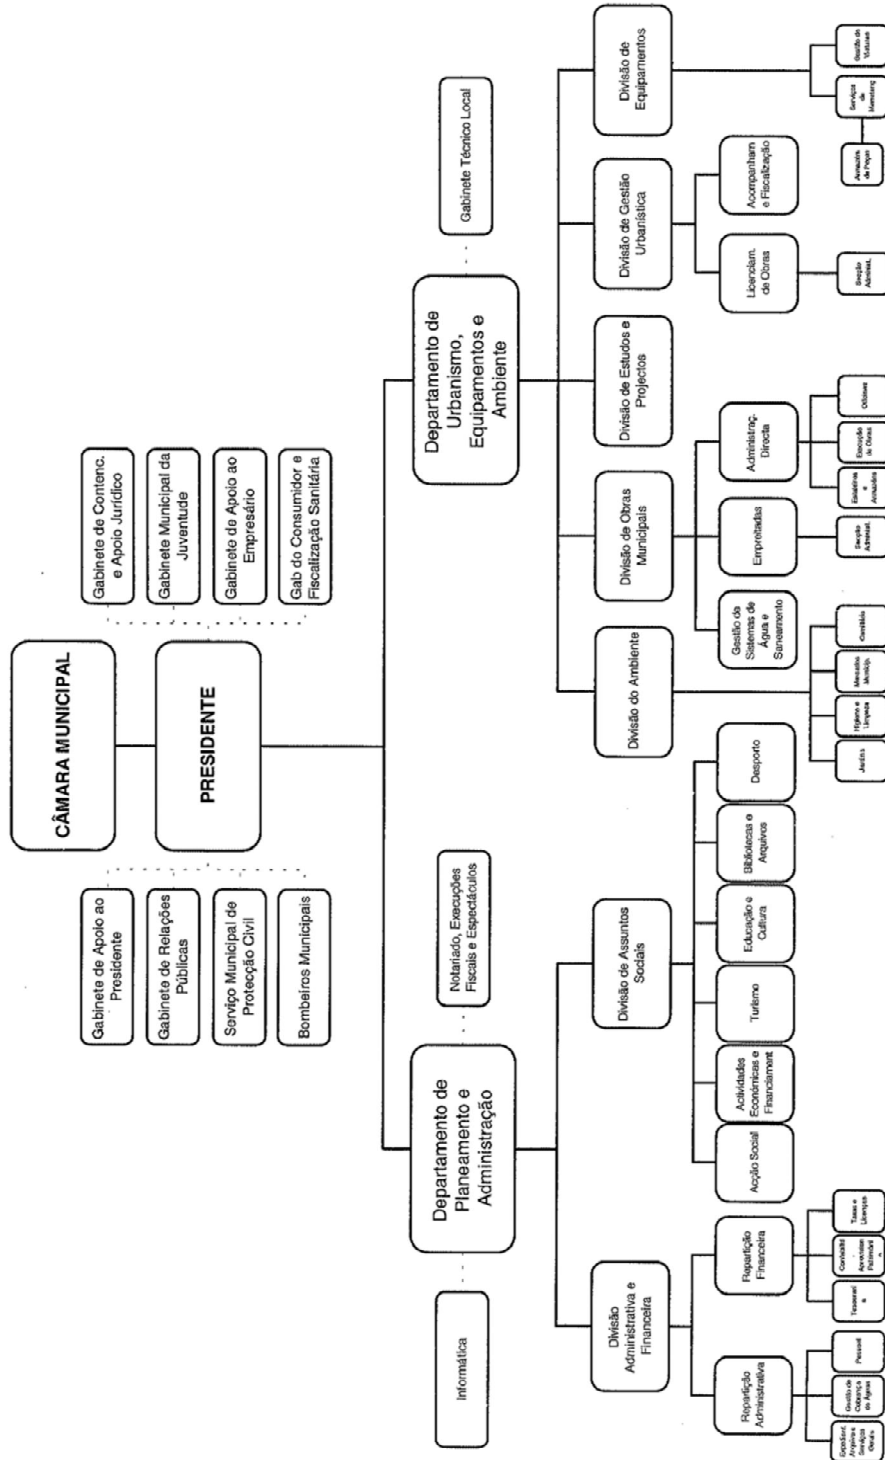 CÂMARA MUNICIPAL
PRESIDENTE
Gabinete de Apoio ao
Presidente
Gabinete de Relações
Públicas
Serviço Municipal de
Protecção Civil
Bombeiros Municipais
Gabinete de Contenc.
e Apoio Jurídico
Gabinete Municipal da
Juventude
Gabinete de Apoio ao
Empresário
Gab do Consumidor e
Fiscalização Sanitária
Informática
Departamento de
Planeamento e
Administração
Notariado, Execuções
Fiscais e Espectáculos
Departamento de
Urbanismo,
Equipamentos e
Ambiente
Gabinete Técnico Local
Divisão
Administrativa e
Financeira
Divisão de Assuntos
Sociais
Divisão do Ambiente
Divisão de Obras
Municipais
Divisão de Estudos e
Projectos
Divisão de Gestão
Urbanística
Divisão de
Equipamentos
Repartição
Administrativa
Repartição
Financeira
Acção Social
Actividades
Económicas e
Financiament
Turismo
Educação e
Cultura
Bibliotecas e
Arquivos
Desporto
Gestão de
Sistemas de
Água e
Saneamento
Empreitadas
Administraç.
Directa
Licenciam.
de Obras
Acompanham
e Fiscalização
Expedient.
Arquivo e
Serviços
Gerais
Gestão de
Cobrança
de Águas
Pessoal
Tesourari
a
Aprovision
Património
Taxas e
Licenças
Jardins
Higiene e
Limpeza
Mercados
Municip.
Cemitério
Secção
Administ.
Estaleiros
e
Armazéns
Execução
de Obras
Oficinas
Secção
Administ.
Armazém
de Peças
Serviços
de
Gestão de
Viaturas